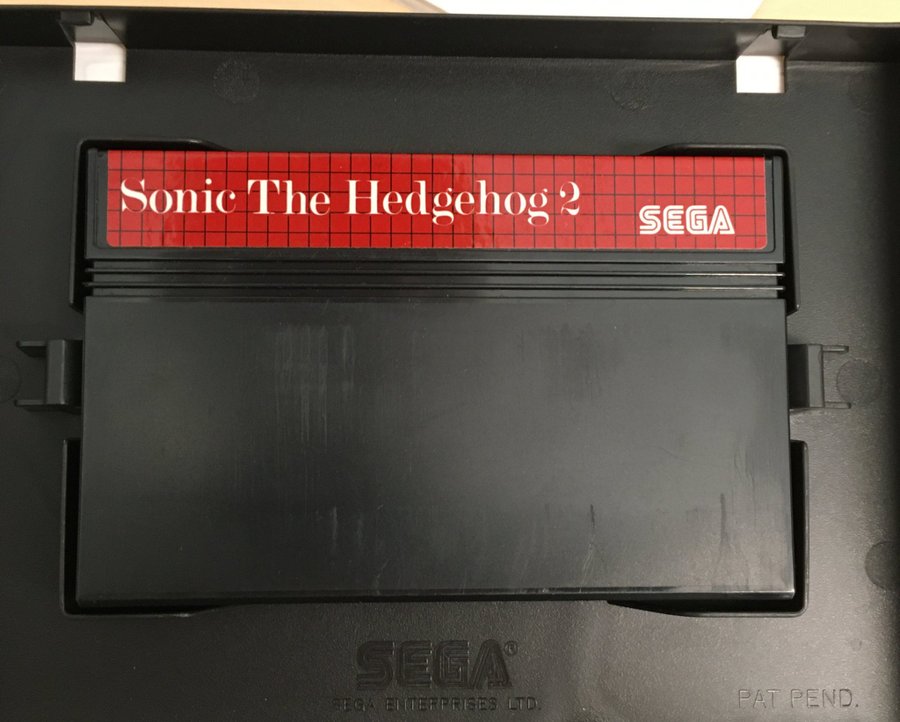 Sonic The Hedgehog 2
SEGA
SEGA®
SEGA ENTERPRISES LTD.
PAT PEND.